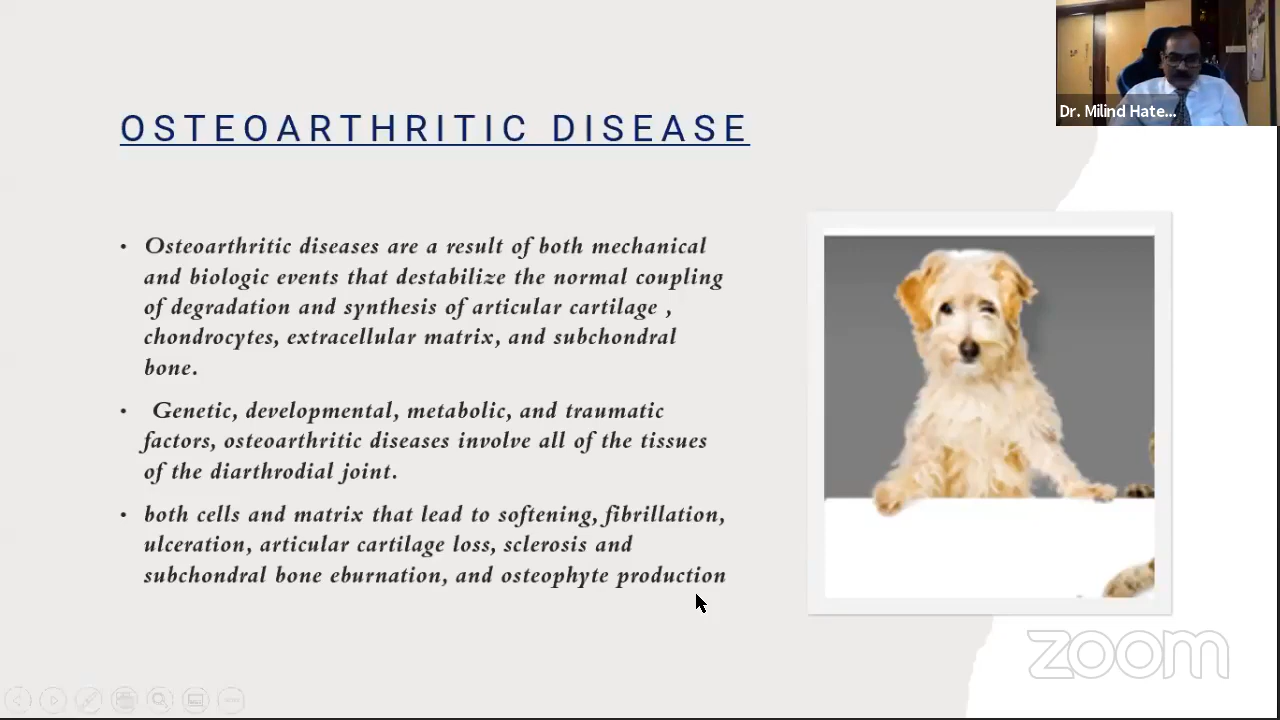 Dr. Milind Hate...
OSTEOARTHRITIC DISEASE
• Osteoarthritic diseases are a result of both mechanical
and biologic events that destabilize the normal coupling
of degradation and synthesis of articular cartilage ,
chondrocytes, extracellular matrix, and subchondral
bone.
• Genetic, developmental, metabolic, and traumatic
factors, osteoarthritic diseases involve all of the tissues
of the diarthrodial joint.
• both cells and matrix that lead to softening, fibrillation,
ulceration, articular cartilage loss, sclerosis and
subchondral bone eburnation, and osteophyte production
zoom